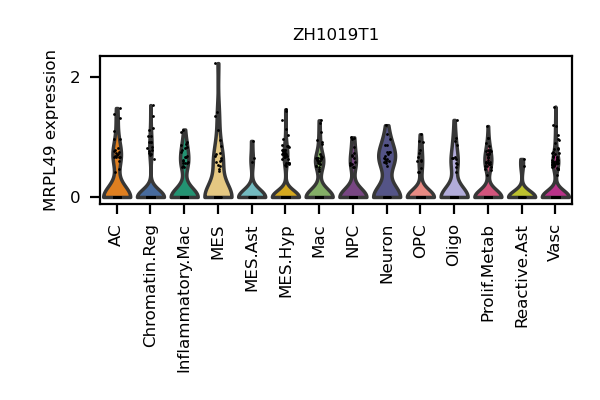 ZH1019T1
MRPL49 expression
2
0
AC
Chromatin.Reg
Inflammatory.Mac
MES
MES.Ast
MES.Hyp
Mac
NPC
Neuron
OPC
Oligo
Prolif.Metab
Reactive.Ast
Vasc